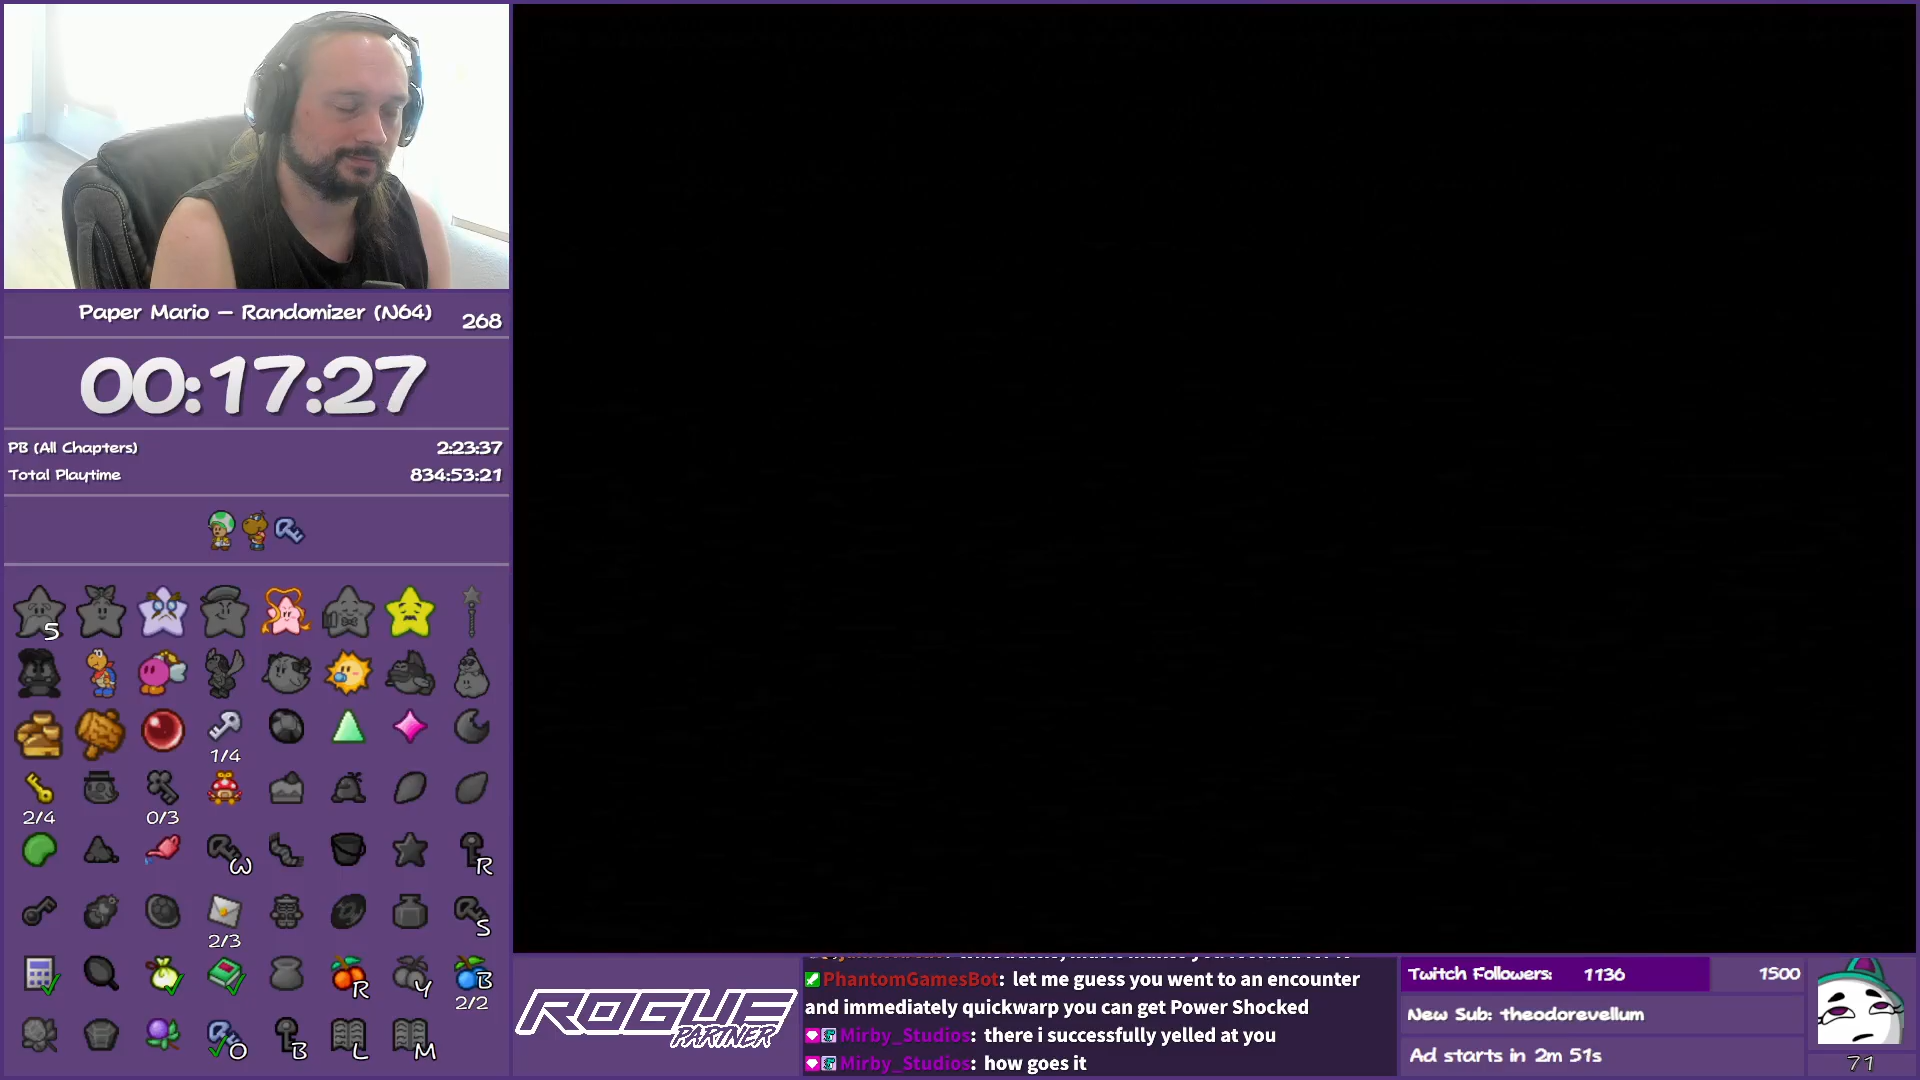 Paper Mario – Randomizer (N64)
268
00:17:27
PB (All Chapters) 2:23:37
Total Playtime 834:53:21
S
1/4
2/4
0/3
W
R
2/3
S
R
Y
B
2/2
O
B
L
M
ROGUE
PARTNER
PhantomGamesBot: let me guess you went to an encounter
and immediately quickwarp you can get Power Shocked
Mirby_Studios: there i successfully yelled at you
Mirby_Studios: how goes it
Twitch Followers: 1136 1500
New Sub: theodorevellum
Ad starts in 2m 51s
71